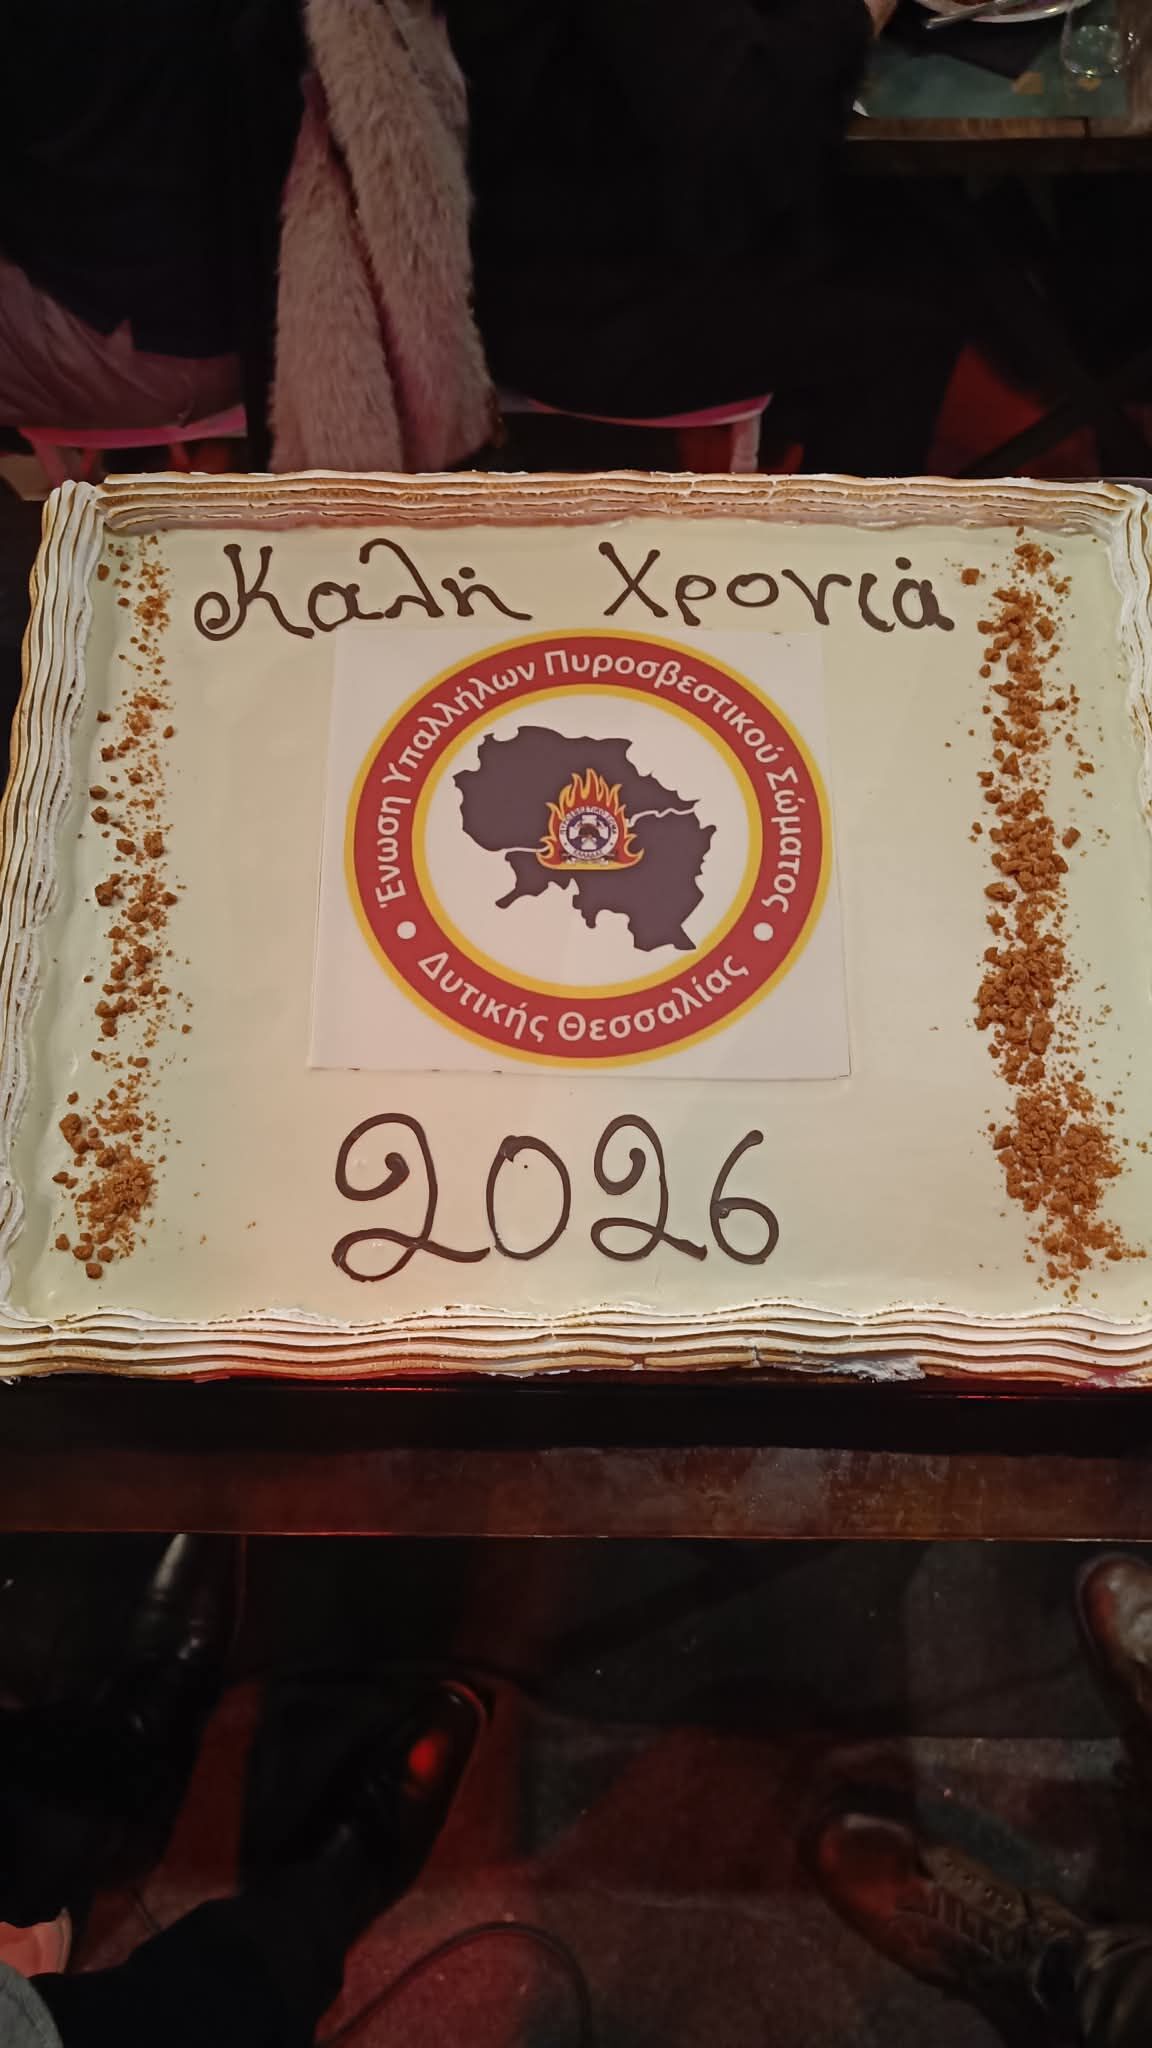 Καλή Χρονιά
Ένωση Υπαλλήλων Πυροσβεστικού Σώματος
Δυτικής Θεσσαλίας
2026